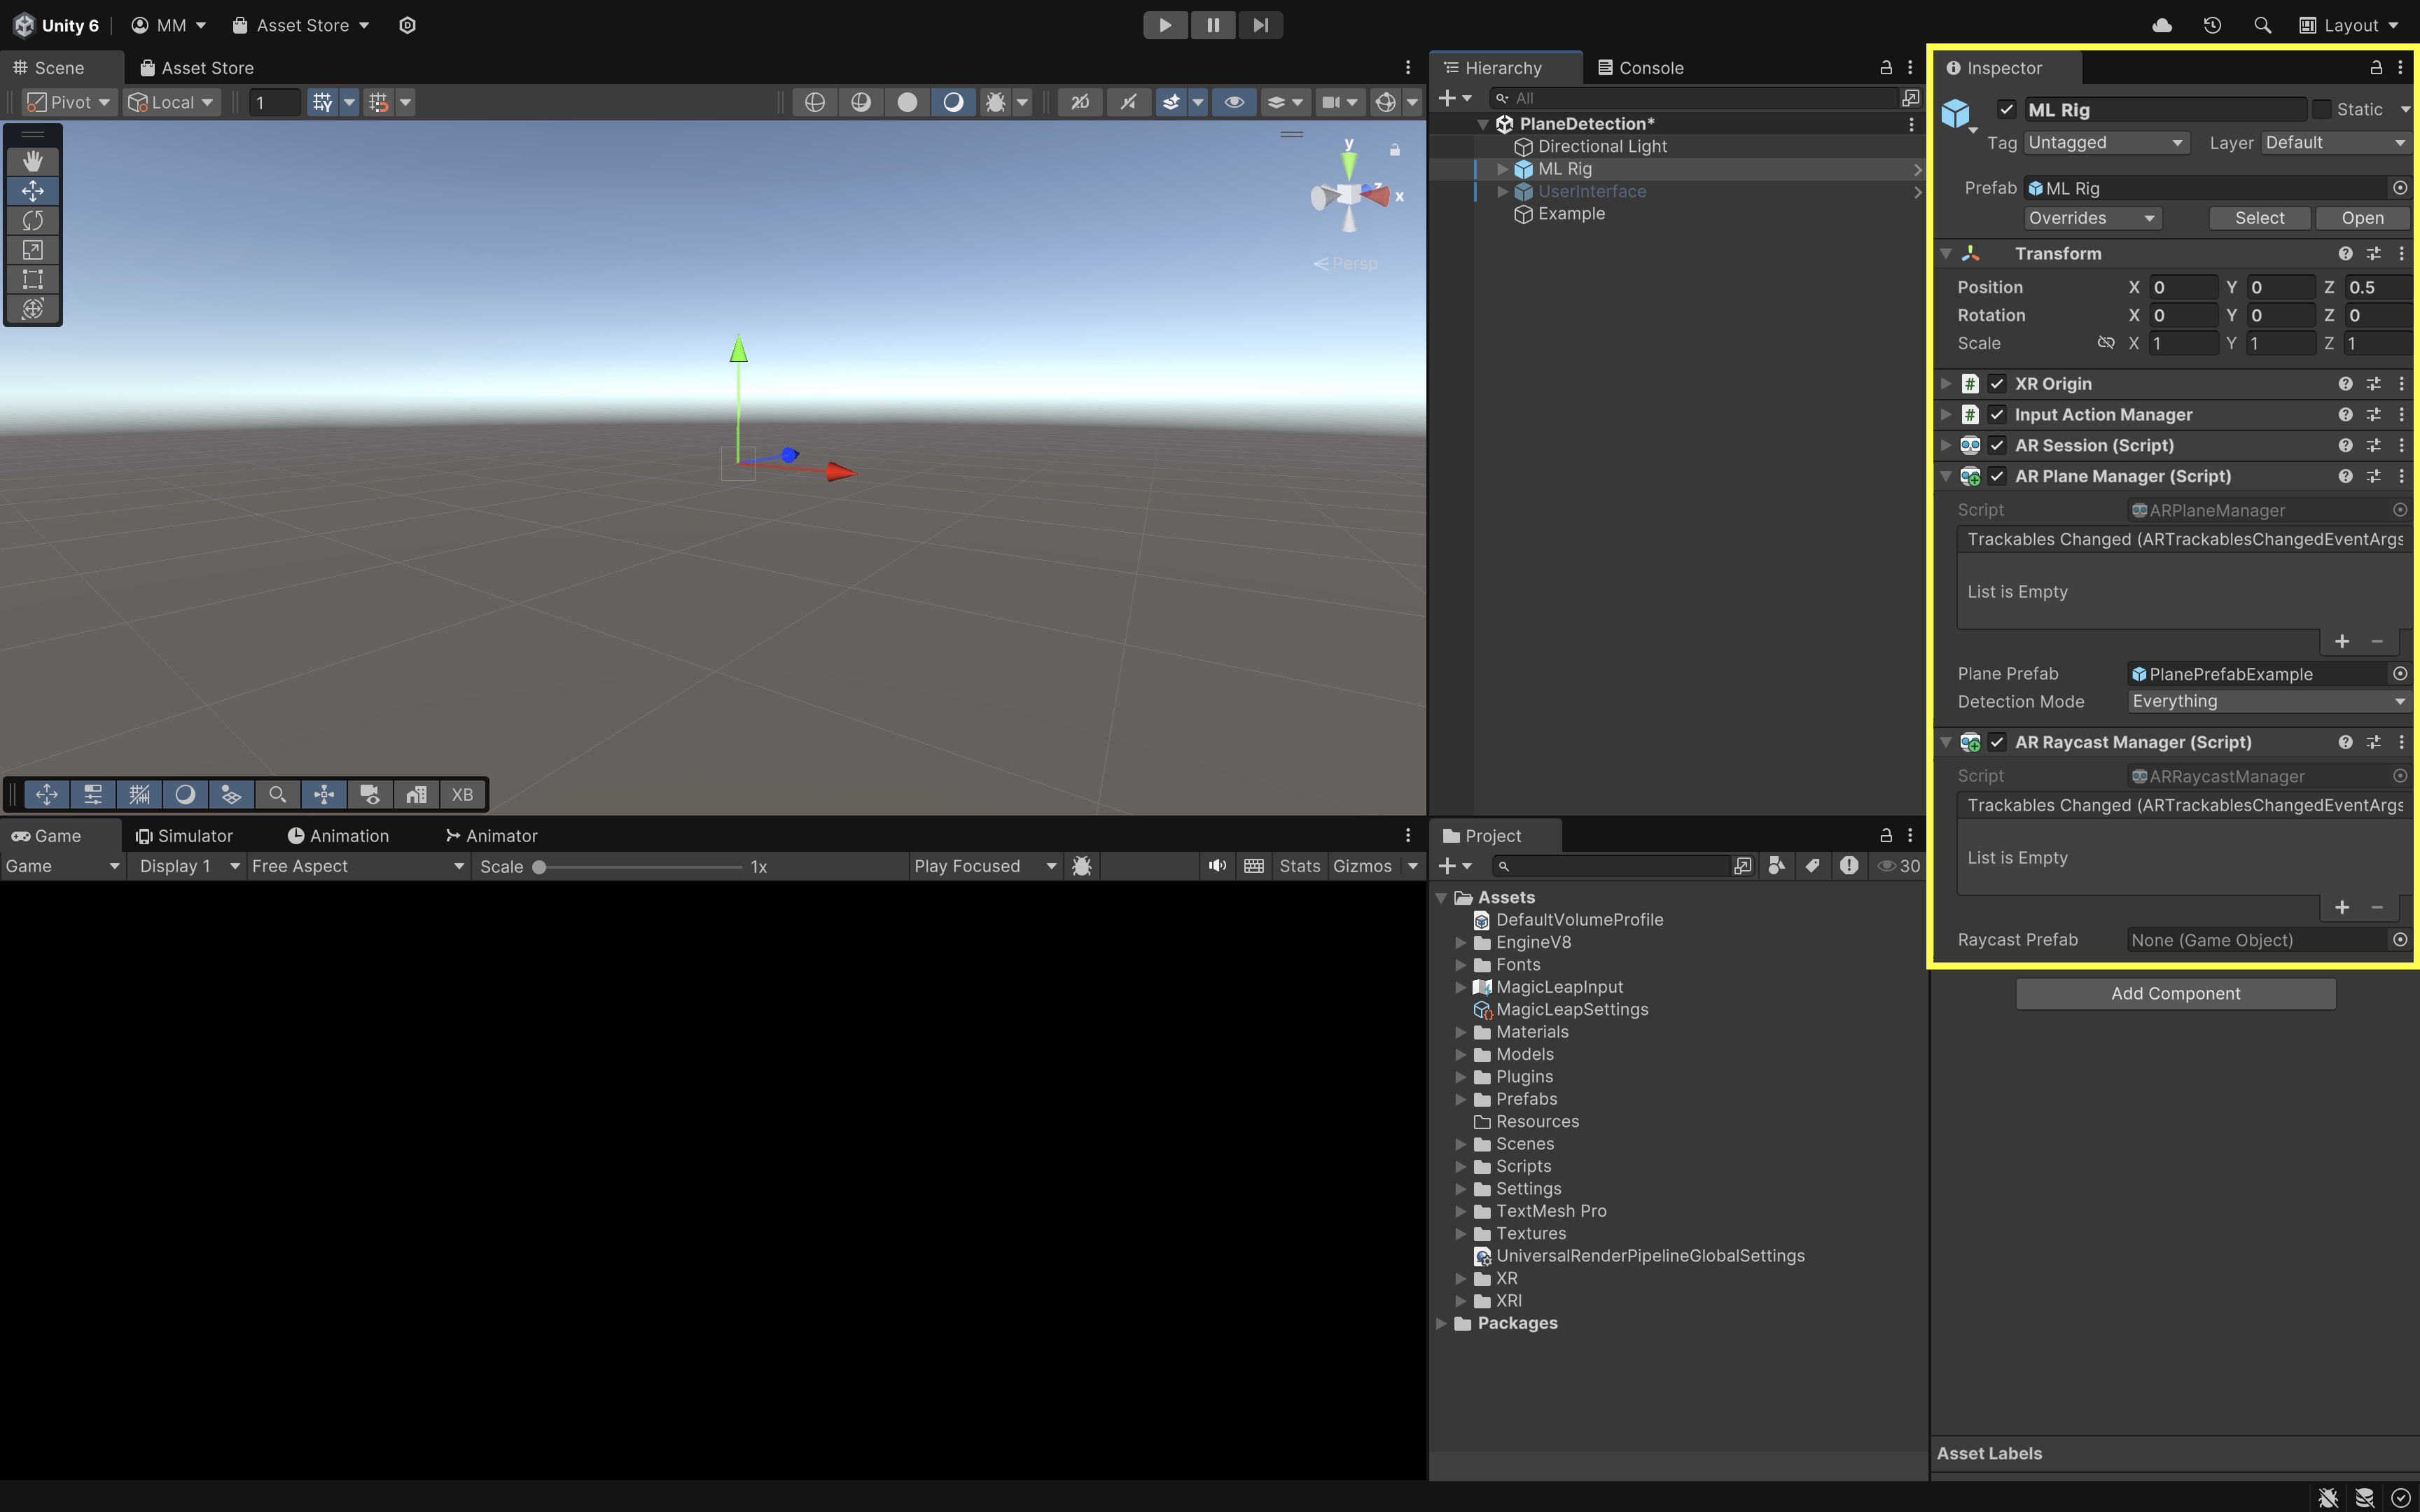 Unity 6 MM Asset Store Layout
Scene Asset Store
Pivot Local 1 2D
y
x
z
Persp
XB
Game Simulator Animation Animator
Game Display 1 Free Aspect Scale 1x Play Focused Stats Gizmos
Hierarchy Console
All
PlaneDetection*
Directional Light
ML Rig
UserInterface
Example
Project
30
Assets
DefaultVolumeProfile
EngineV8
Fonts
MagicLeapInput
MagicLeapSettings
Materials
Models
Plugins
Prefabs
Resources
Scenes
Scripts
Settings
TextMesh Pro
Textures
UniversalRenderPipelineGlobalSettings
XR
XRI
Packages
Inspector
ML Rig Static
Tag Untagged Layer Default
Prefab ML Rig
Overrides Select Open
Transform
Position X 0 Y 0 Z 0.5
Rotation X 0 Y 0 Z 0
Scale X 1 Y 1 Z 1
# XR Origin
# Input Action Manager
AR Session (Script)
AR Plane Manager (Script)
Script ARPlaneManager
Trackables Changed (ARTrackablesChangedEventArgs
List is Empty
+ −
Plane Prefab PlanePrefabExample
Detection Mode Everything
AR Raycast Manager (Script)
Script ARRaycastManager
Trackables Changed (ARTrackablesChangedEventArgs
List is Empty
+ −
Raycast Prefab None (Game Object)
Add Component
Asset Labels